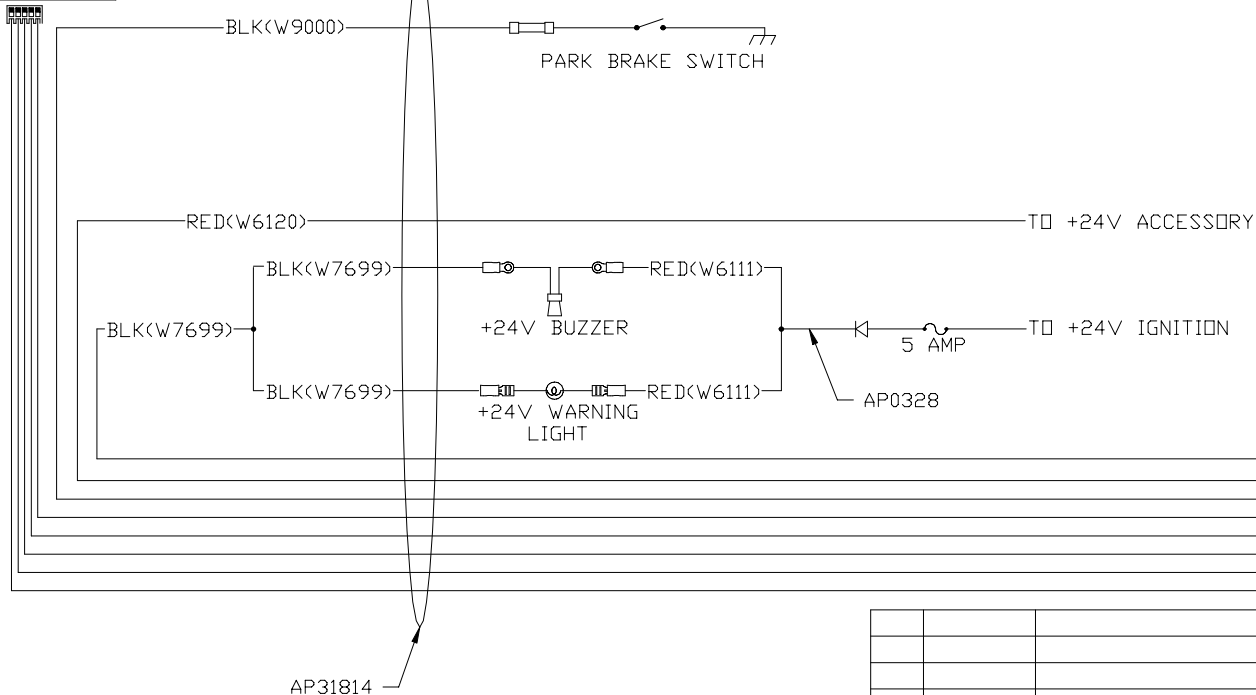 BLK(W9000)
PARK BRAKE SWITCH
RED(W6120)
TO +24V ACCESSORY
BLK(W7699)
RED(W6111)
+24V BUZZER
BLK(W7699)
TO +24V IGNITION
5 AMP
BLK(W7699)
RED(W6111)
AP0328
+24V WARNING
LIGHT
AP31814